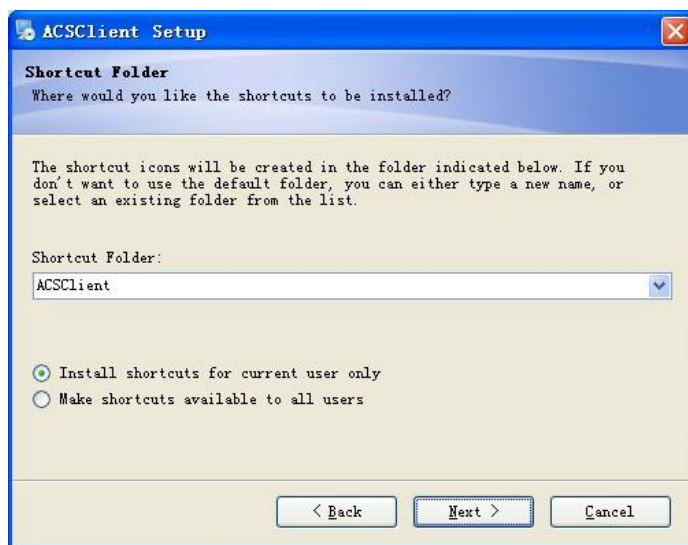 ACSClient Setup
Shortcut Folder
Where would you like the shortcuts to be installed?
The shortcut icons will be created in the folder indicated below. If you
don't want to use the default folder, you can either type a new name, or
select an existing folder from the list.
Shortcut Folder:
ACSClient
Install shortcuts for current user only
Make shortcuts available to all users
< Back
Next >
Cancel